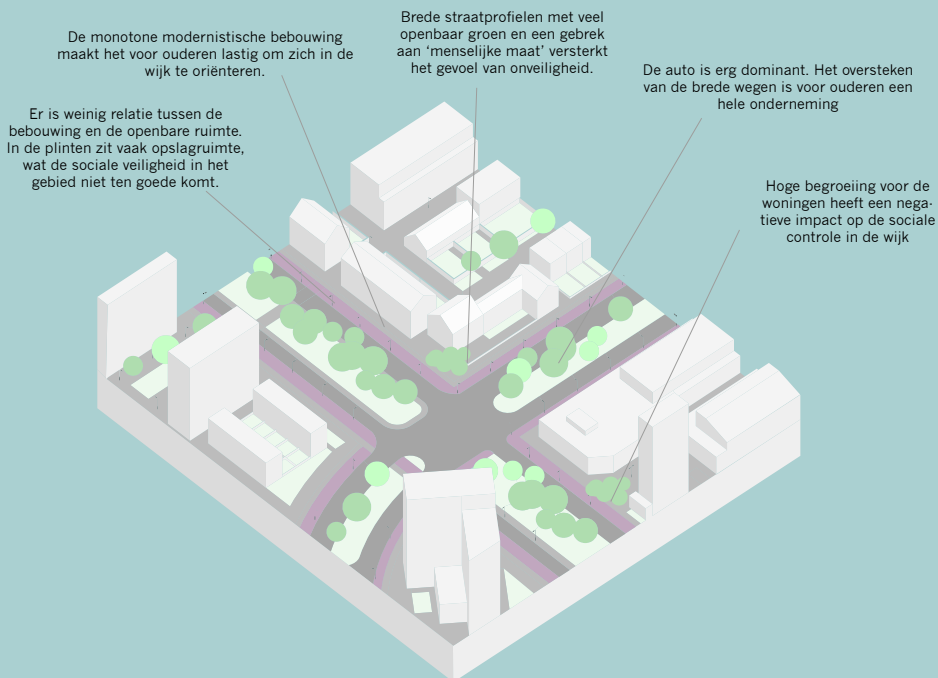 De monotone modernistische bebouwing
maakt het voor ouderen lastig om zich in de
wijk te oriënteren.
Brede straatprofielen met veel
openbaar groen en een gebrek
aan ‘menselijke maat’ versterkt
het gevoel van onveiligheid.
De auto is erg dominant. Het oversteken
van de brede wegen is voor ouderen een
hele onderneming
Er is weinig relatie tussen de
bebouwing en de openbare ruimte.
In de plinten zit vaak opslagruimte,
wat de sociale veiligheid in het
gebied niet ten goede komt.
Hoge begroeiing voor de
woningen heeft een nega-
tieve impact op de sociale
controle in de wijk